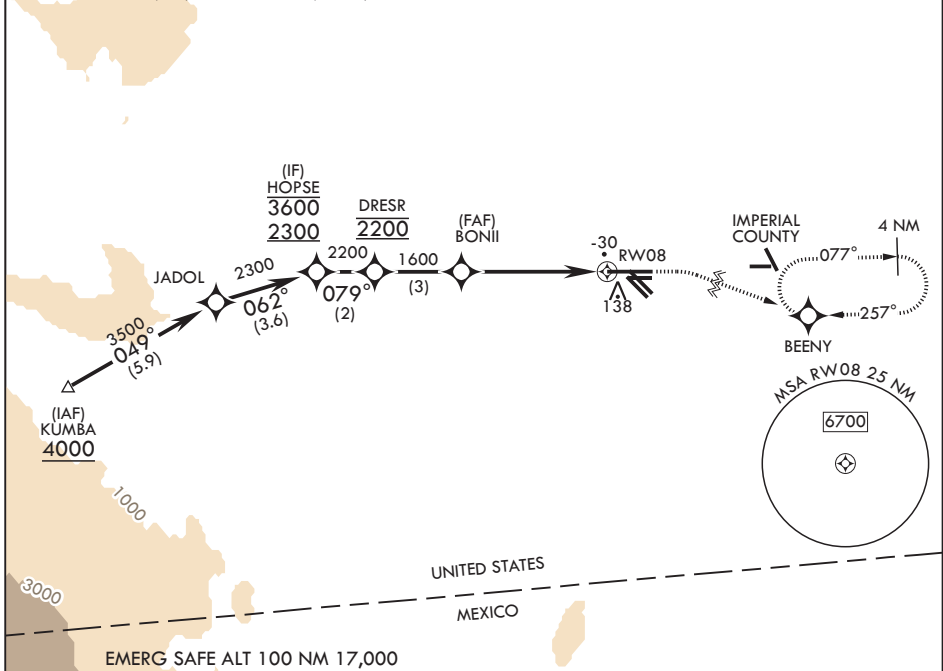 (IF)
HOPSE
3600
2300
DRESR
2200
(FAF)
BONII
-30
RW08
138
IMPERIAL
COUNTY
4 NM
077°
257°
BEENY
JADOL
2300
062°
(3.6)
2200
079°
(2)
1600
(3)
3500
049°
(5.9)
(IAF)
KUMBA
4000
MSA RW08 25 NM
6700
1000
3000
UNITED STATES
MEXICO
EMERG SAFE ALT 100 NM 17,000